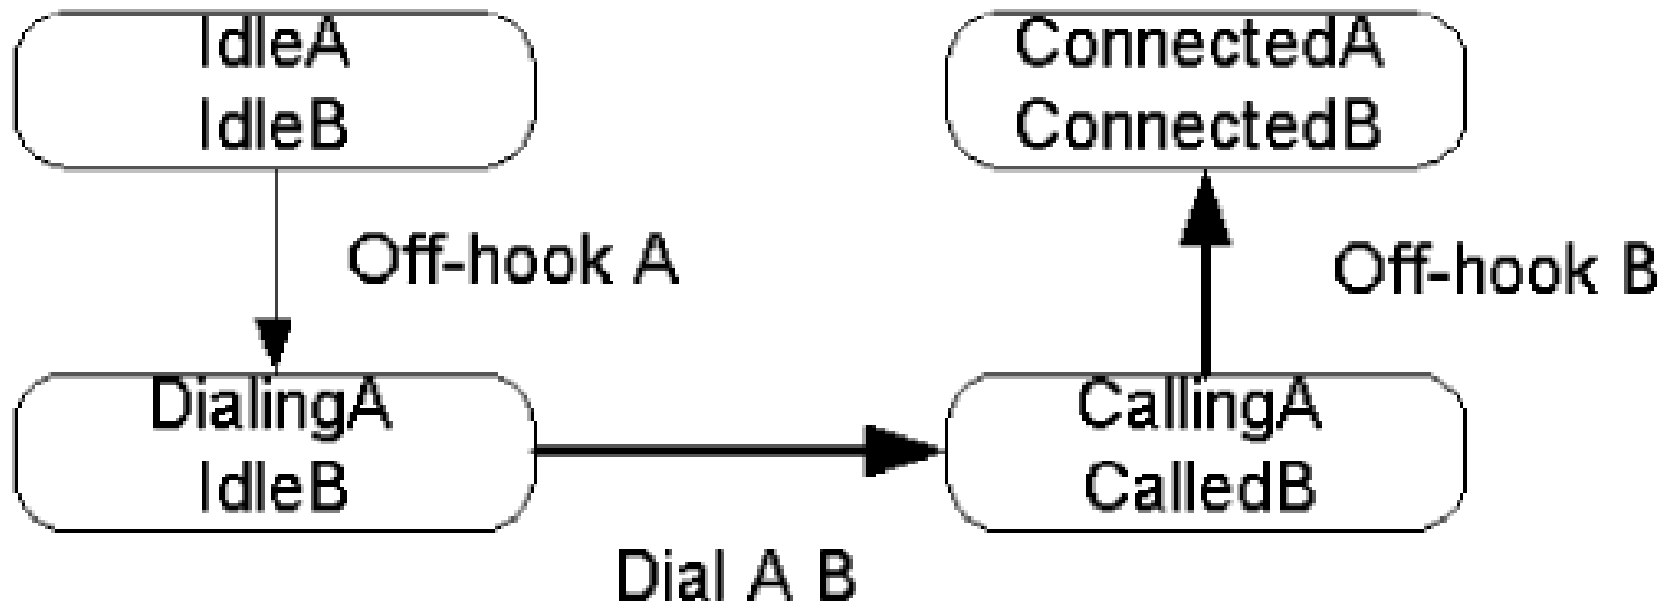 IdleA
IdleB
Off-hook A
DialingA
IdleB
Dial A B
CallingA
CalledB
Off-hook B
ConnectedA
ConnectedB